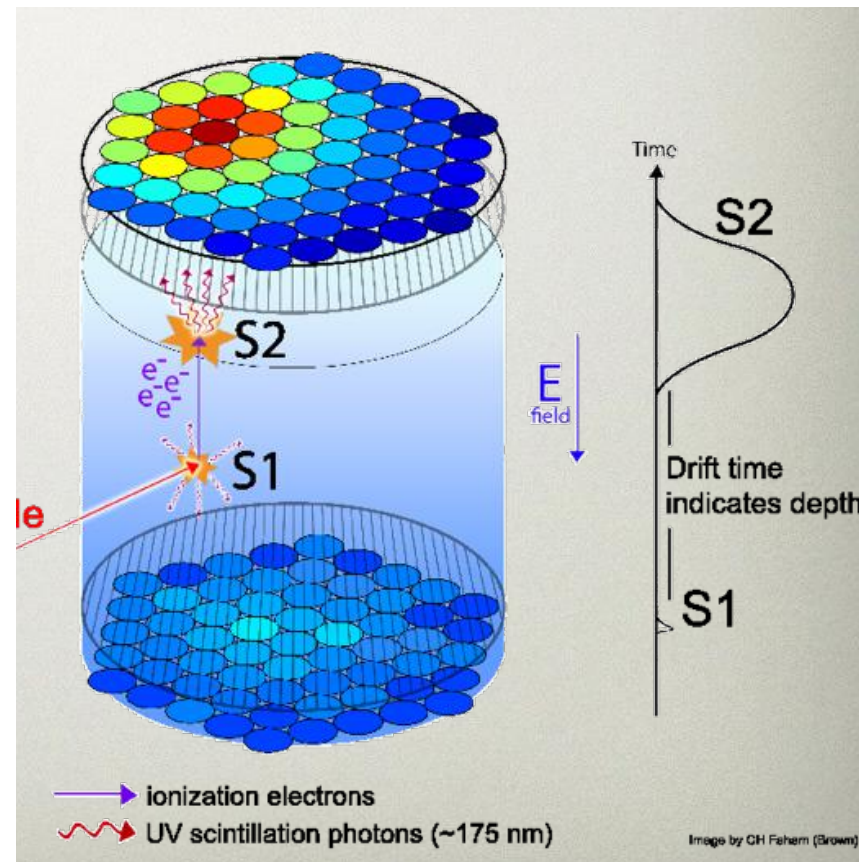 Time
S2
S2
e-
e- e-
e-
E
field
S1
Drift time
indicates depth
le
S1
ionization electrons
UV scintillation photons (~175 nm)
Image by CH Faham (Brown)